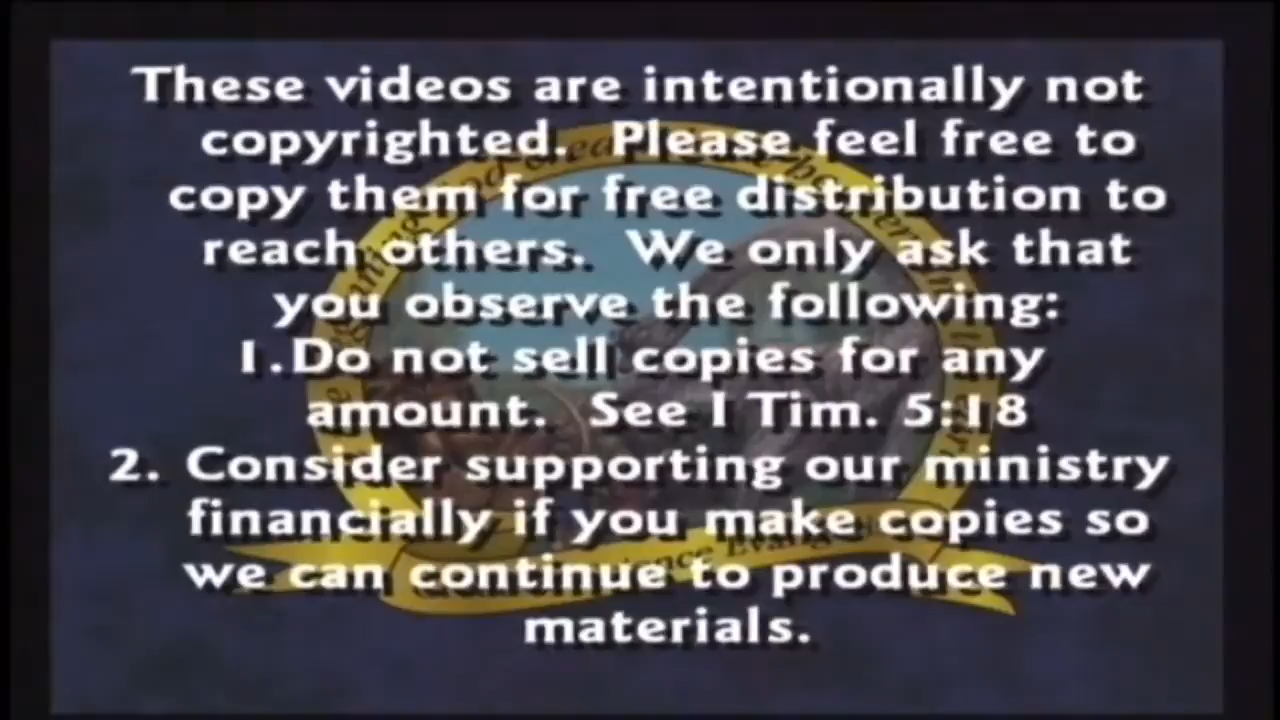 These videos are intentionally not
copyrighted. Please feel free to
copy them for free distribution to
reach others. We only ask that
you observe the following:
1.Do not sell copies for any
amount. See I Tim. 5:18
2. Consider supporting our ministry
financially if you make copies so
we can continue to produce new
materials.